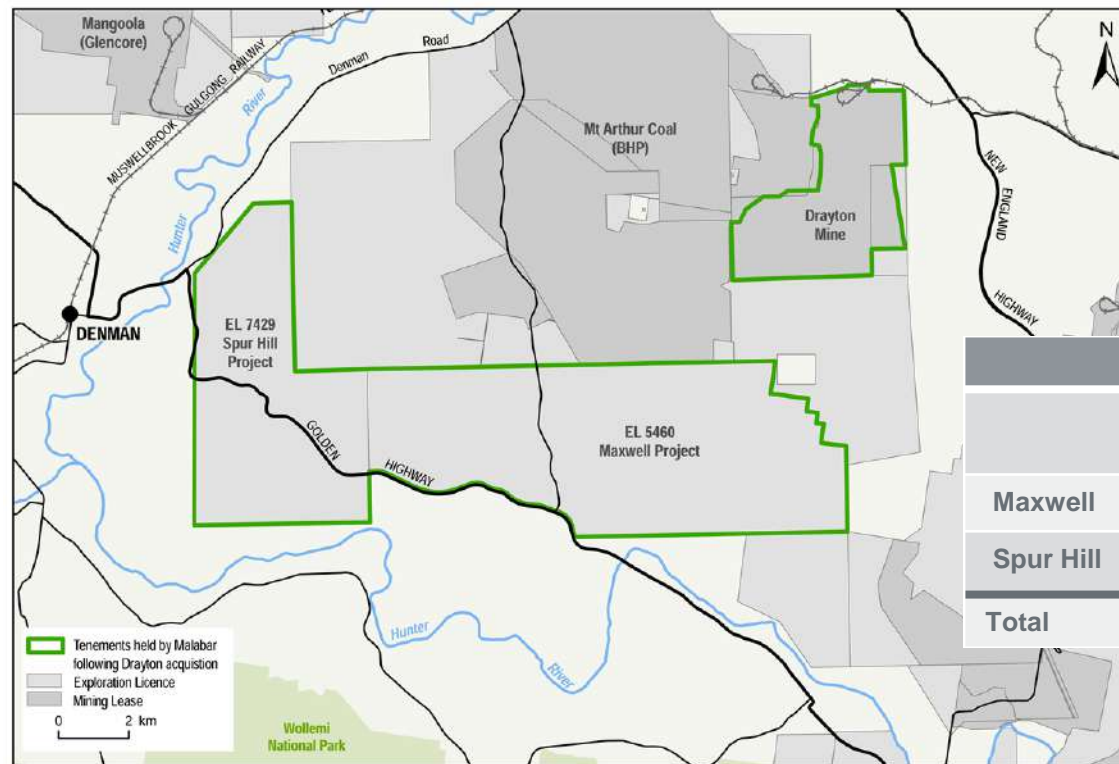 Mangoola
(Glencore)
MUSWELLBROOK GULGONG RAILWAY
River
Hunter
Denman Road
N
Mt Arthur Coal
(BHP)
Drayton
Mine
NEW ENGLAND HIGHWAY
DENMAN
EL 7429
Spur Hill
Project
GOLDEN HIGHWAY
EL 5460
Maxwell Project
Maxwell
Spur Hill
Total
Hunter
River
Tenements held by Malabar
following Drayton acquistion
Exploration Licence
Mining Lease
0 2 km
Wollemi
National Park